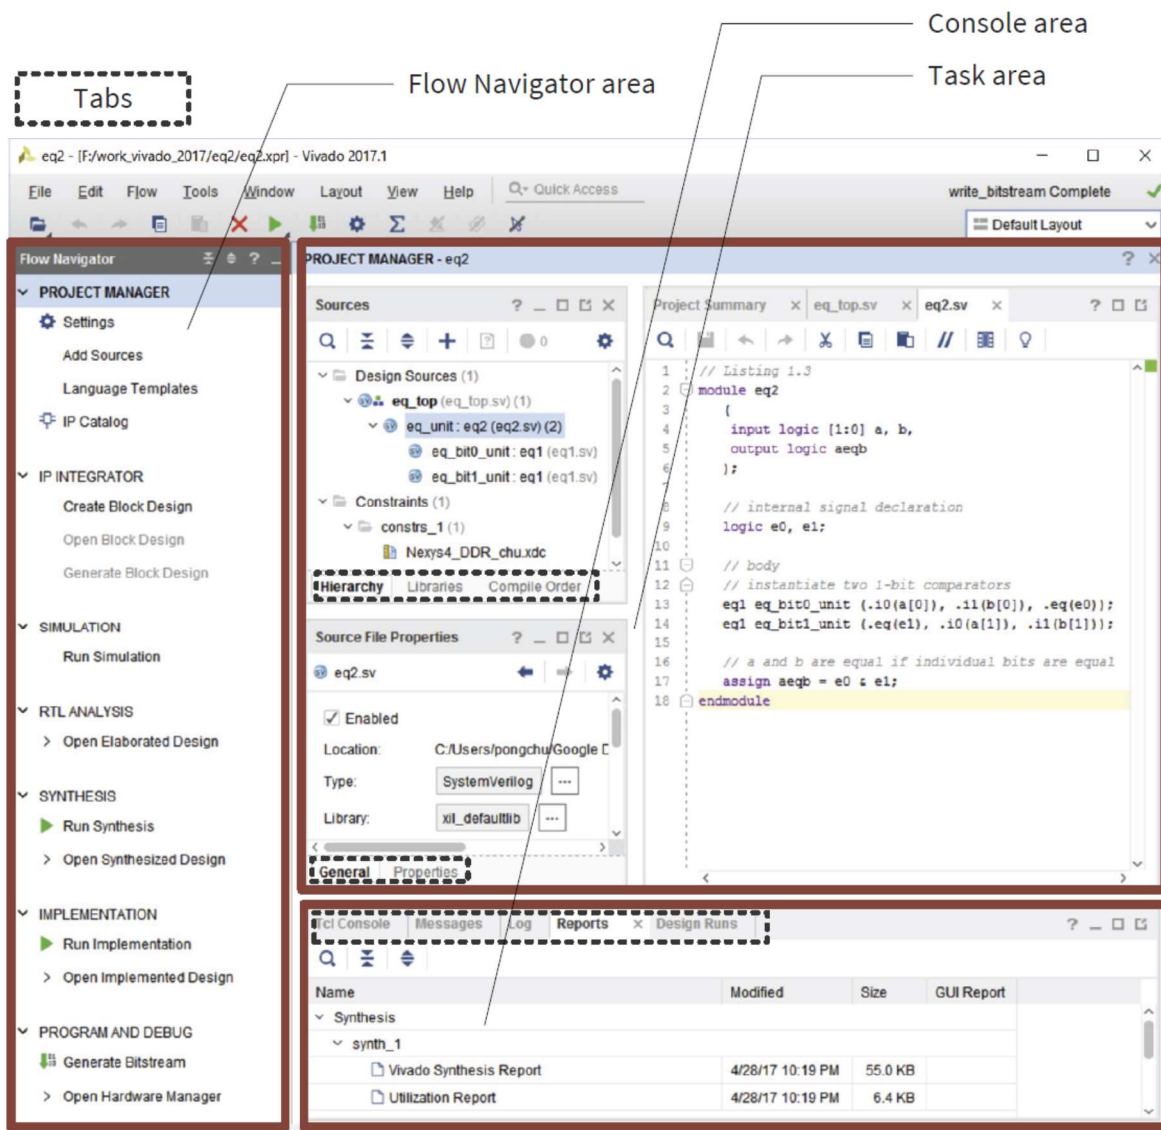 Console area
Task area
Flow Navigator area
Tabs
eq2 - [F:/work_vivado_2017/eq2/eq2.xpr] - Vivado 2017.1
File Edit Flow Tools Window Layout View Help Quick Access
write_bitstream Complete
Default Layout
Flow Navigator
PROJECT MANAGER
Settings
Add Sources
Language Templates
IP Catalog
IP INTEGRATOR
Create Block Design
Open Block Design
Generate Block Design
SIMULATION
Run Simulation
RTL ANALYSIS
Open Elaborated Design
SYNTHESIS
Run Synthesis
Open Synthesized Design
IMPLEMENTATION
Run Implementation
Open Implemented Design
PROGRAM AND DEBUG
Generate Bitstream
Open Hardware Manager
PROJECT MANAGER - eq2
Sources
0
Design Sources (1)
eq_top (eq_top.sv) (1)
eq_unit : eq2 (eq2.sv) (2)
eq_bit0_unit : eq1 (eq1.sv)
eq_bit1_unit : eq1 (eq1.sv)
Constraints (1)
constrs_1 (1)
Nexys4_DDR_chu.xdc
Hierarchy Libraries Compile Order
Source File Properties
eq2.sv
Enabled
Location: C:/Users/pongchu/Google D
Type: SystemVerilog ...
Library: xil_defaultlib ...
General Properties
Project Summary eq_top.sv eq2.sv
1 // Listing 1.3
2 module eq2
3 (
4 input logic [1:0] a, b,
5 output logic aeqb
6 );
7
8 // internal signal declaration
9 logic e0, e1;
10
11 // body
12 // instantiate two 1-bit comparators
13 eq1 eq_bit0_unit (.i0(a[0]), .i1(b[0]), .eq(e0));
14 eq1 eq_bit1_unit (.eq(e1), .i0(a[1]), .i1(b[1]));
15
16 // a and b are equal if individual bits are equal
17 assign aeqb = e0 & e1;
18 endmodule
Tcl Console Messages Log Reports Design Runs
Name Modified Size GUI Report
Synthesis
synth_1
Vivado Synthesis Report 4/28/17 10:19 PM 55.0 KB
Utilization Report 4/28/17 10:19 PM 6.4 KB